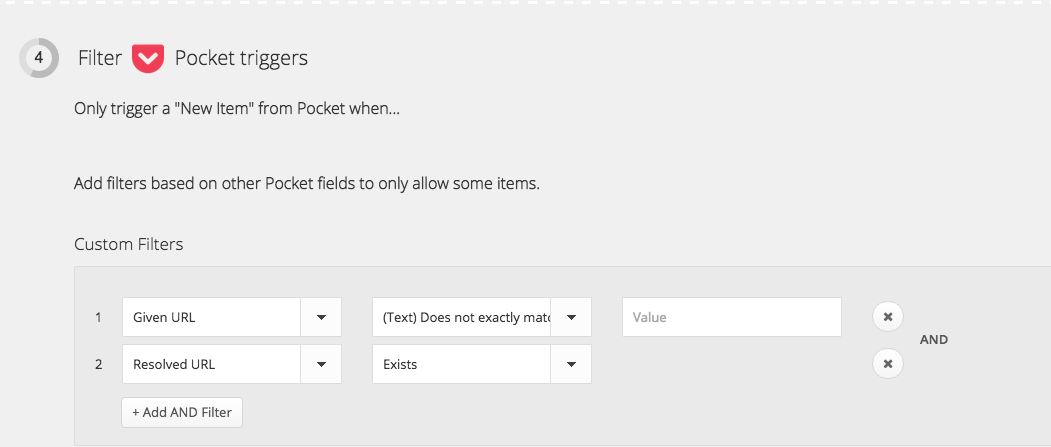 4 Filter Pocket triggers
Only trigger a "New Item" from Pocket when...
Add filters based on other Pocket fields to only allow some items.
Custom Filters
1 Given URL (Text) Does not exactly matc Value
AND
2 Resolved URL Exists
+ Add AND Filter